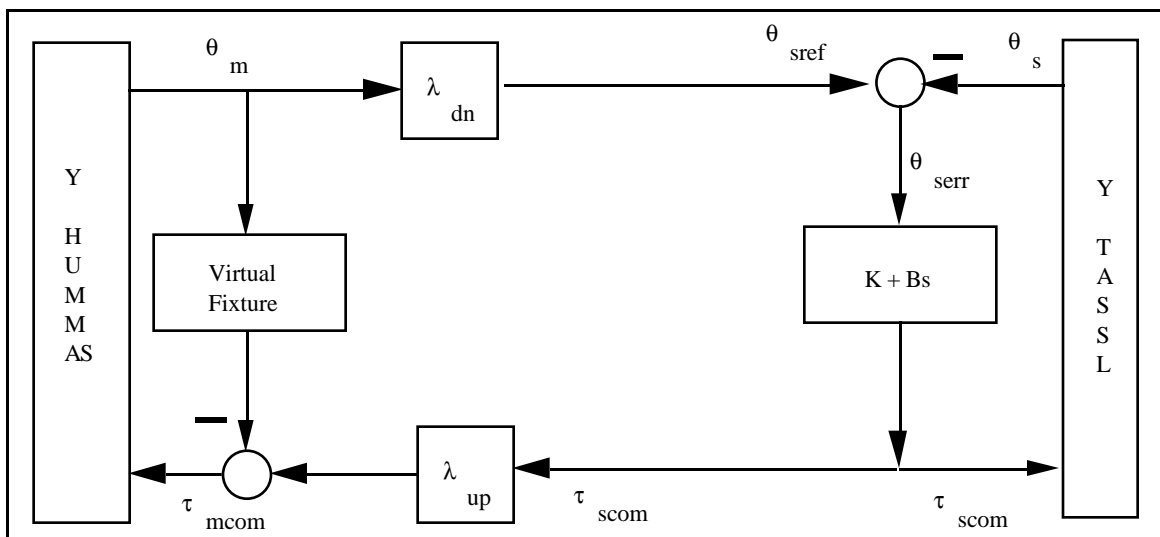 θ m
λ dn
θ sref
θ s
Y
H
U
M
M
AS
Virtual
Fixture
θ serr
K + Bs
Y
T
A
S
S
L
τ mcom
λ up
τ scom
τ scom